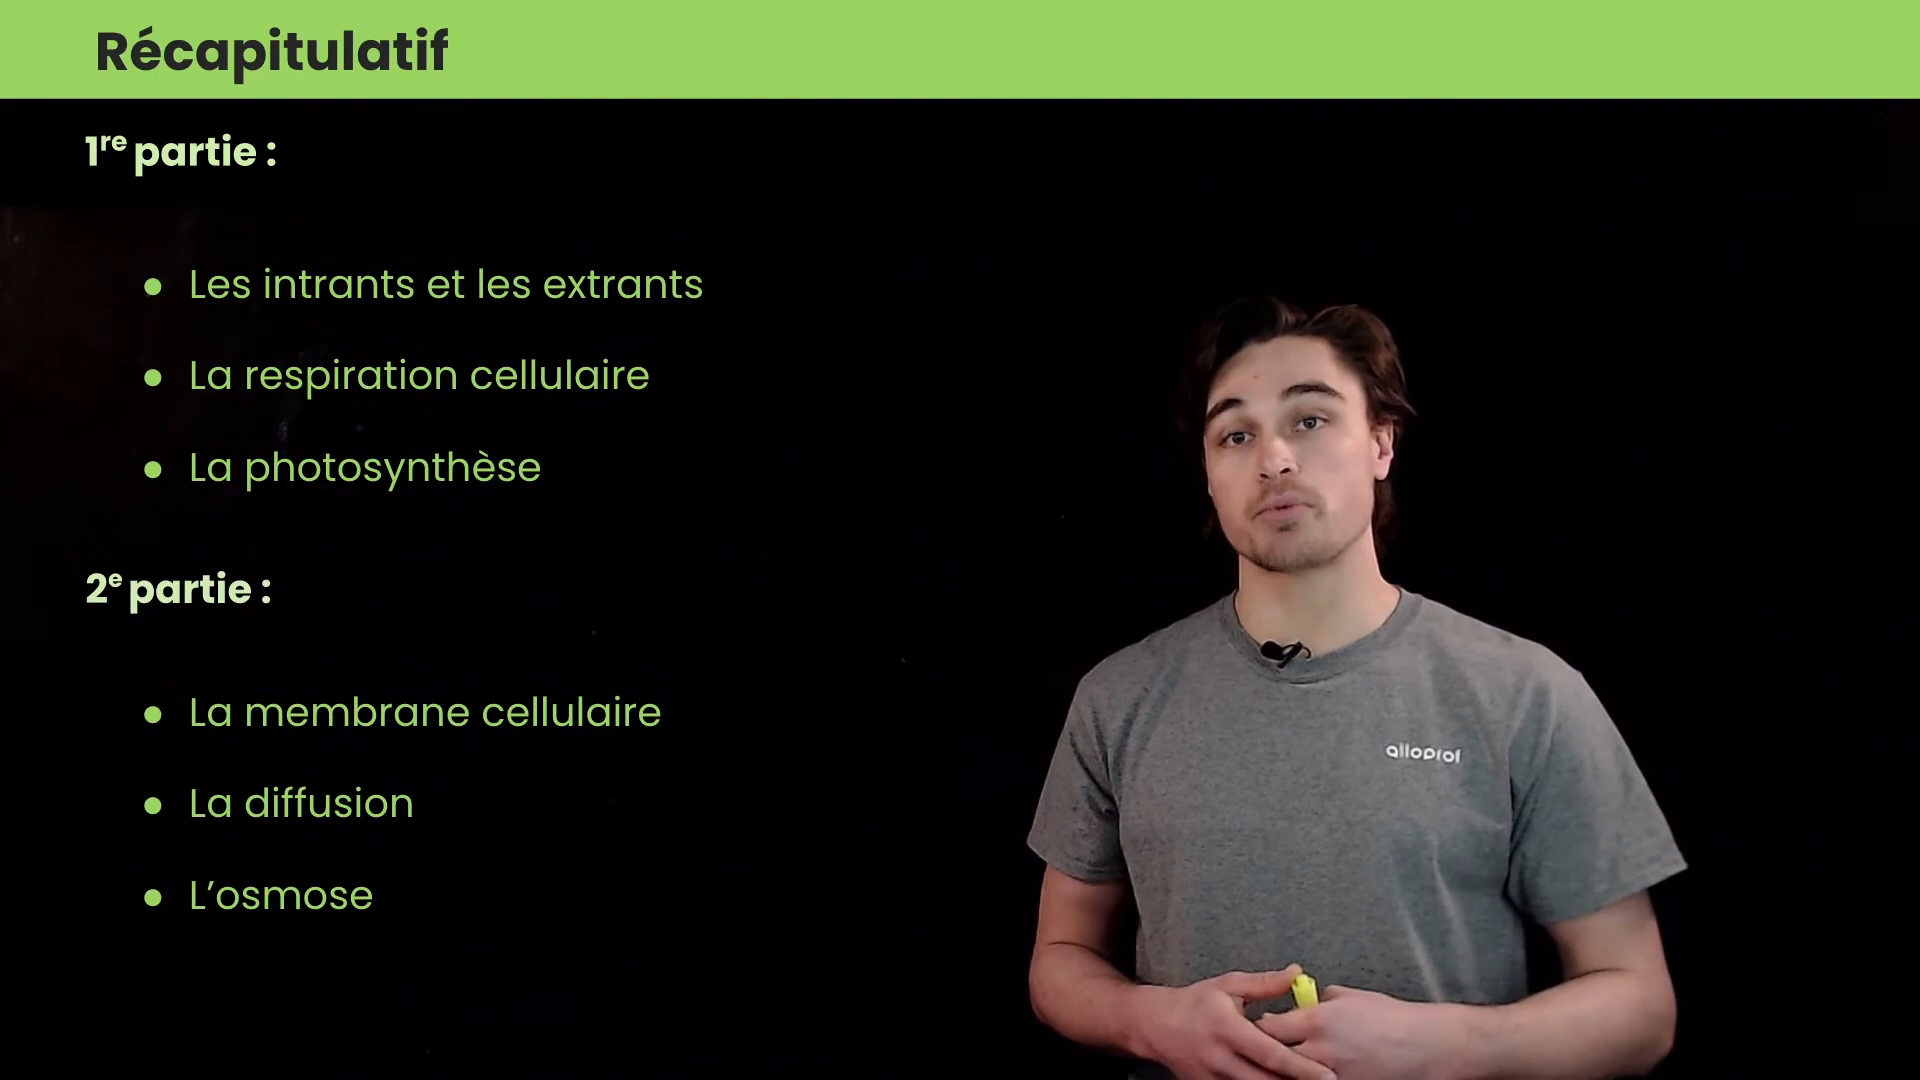 Récapitulatif
1re partie :
● Les intrants et les extrants
● La respiration cellulaire
● La photosynthèse
2e partie :
● La membrane cellulaire
● La diffusion
● L’osmose
alloprof